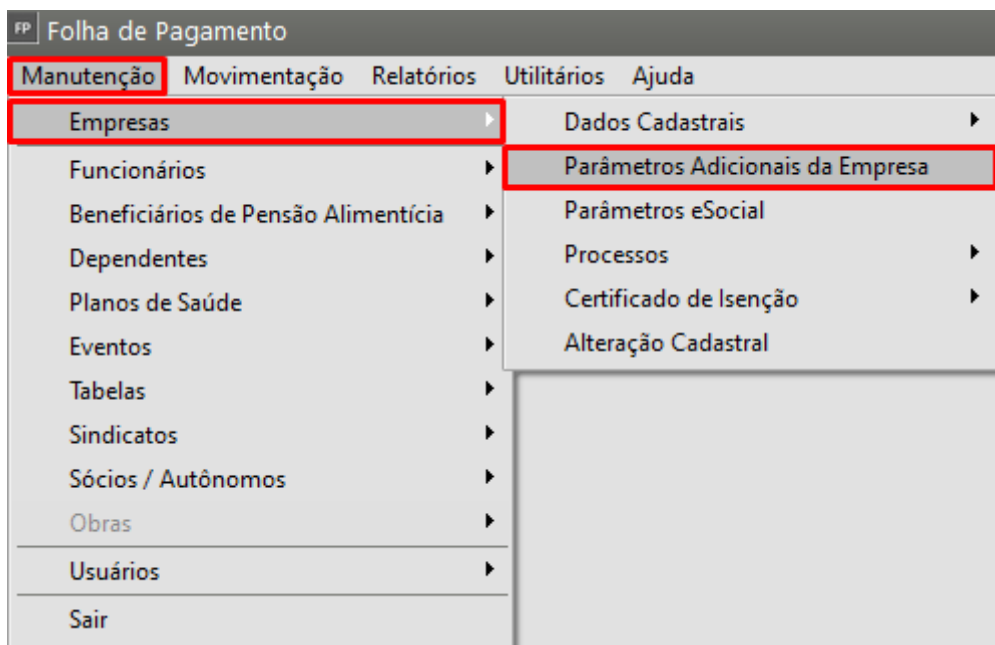 FP Folha de Pagamento
Manutenção Movimentação Relatórios Utilitários Ajuda
Empresas
Funcionários
Beneficiários de Pensão Alimentícia
Dependentes
Planos de Saúde
Eventos
Tabelas
Sindicatos
Sócios / Autônomos
Obras
Usuários
Sair
Dados Cadastrais
Parâmetros Adicionais da Empresa
Parâmetros eSocial
Processos
Certificado de Isenção
Alteração Cadastral